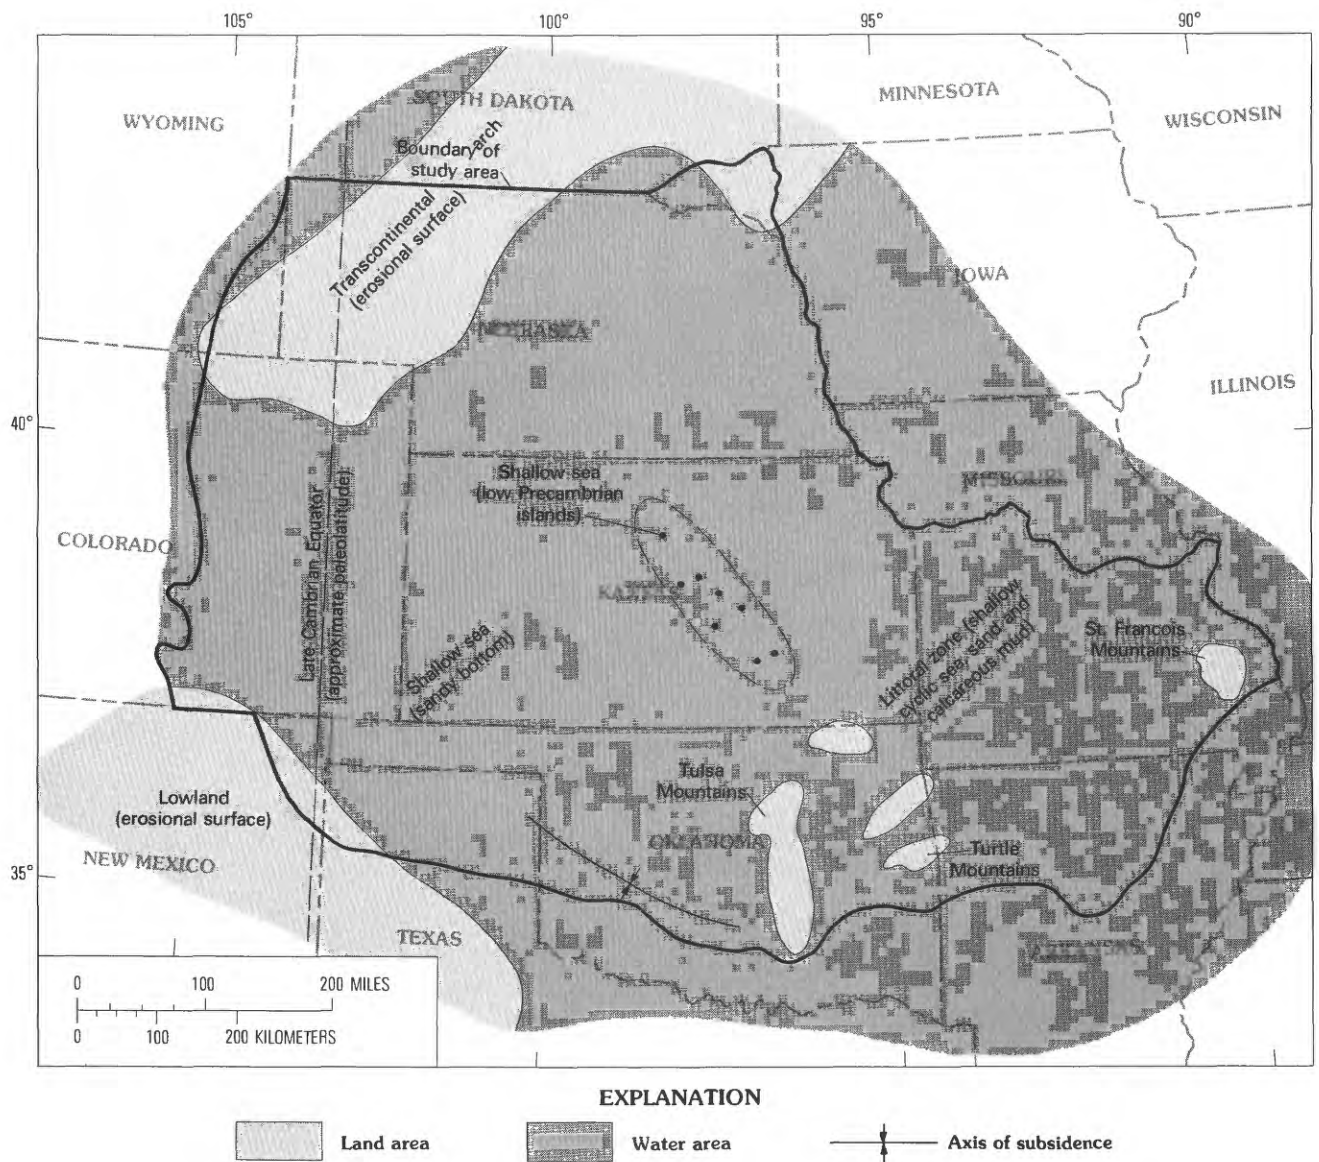 105°
100°
95°
90°
WYOMING
SOUTH DAKOTA
MINNESOTA
WISCONSIN
Boundary of
study area
Transcontinental arch
(erosional surface)
IOWA
NEBRASKA
ILLINOIS
40°
Shallow sea
(low Precambrian
islands)
MISSOURI
COLORADO
KANSAS
Late Cambrian Equator
(approximate paleolatitude)
Shallow sea
(sandy bottom)
Littoral zone (shallow
cyclic sea, sand and
calcareous mud)
St. Francois
Mountains
Lowland
(erosional surface)
Tulsa
Mountains
OKLAHOMA
Turtle
Mountains
NEW MEXICO
35°
TEXAS
ARKANSAS
0 100 200 MILES
0 100 200 KILOMETERS
EXPLANATION
Land area
Water area
Axis of subsidence